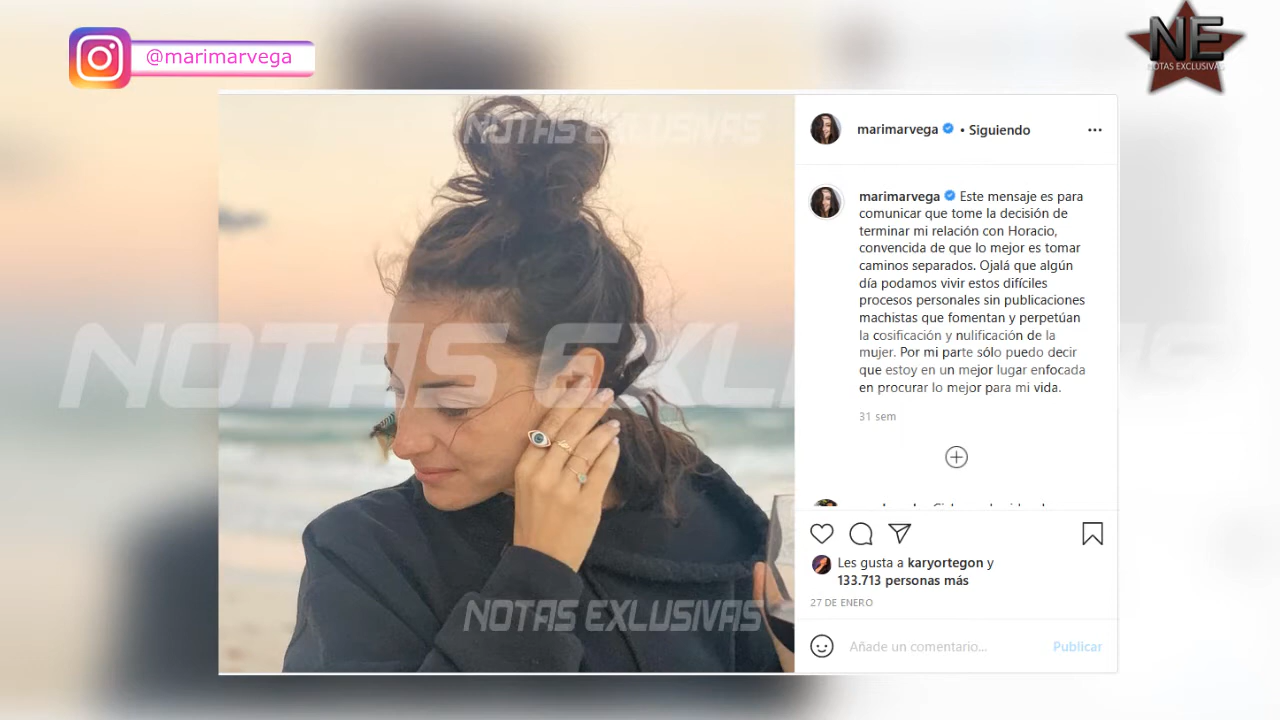 @marimarvega
NE
NOTAS EXCLUSIVAS
NOTAS EXLUSIVAS
marimarvega • Siguiendo
marimarvega Este mensaje es para
comunicar que tome la decisión de
terminar mi relación con Horacio,
convencida de que lo mejor es tomar
caminos separados. Ojalá que algún
día podamos vivir estos difíciles
procesos personales sin publicaciones
machistas que fomentan y perpetúan
la cosificación y nulificación de la
mujer. Por mi parte sólo puedo decir
que estoy en un mejor lugar enfocada
en procurar lo mejor para mi vida.
31 sem
NOTAS EXL
NOTAS EXLUSIVAS
Les gusta a karyortegon y
133.713 personas más
27 DE ENERO
Añade un comentario...
Publicar